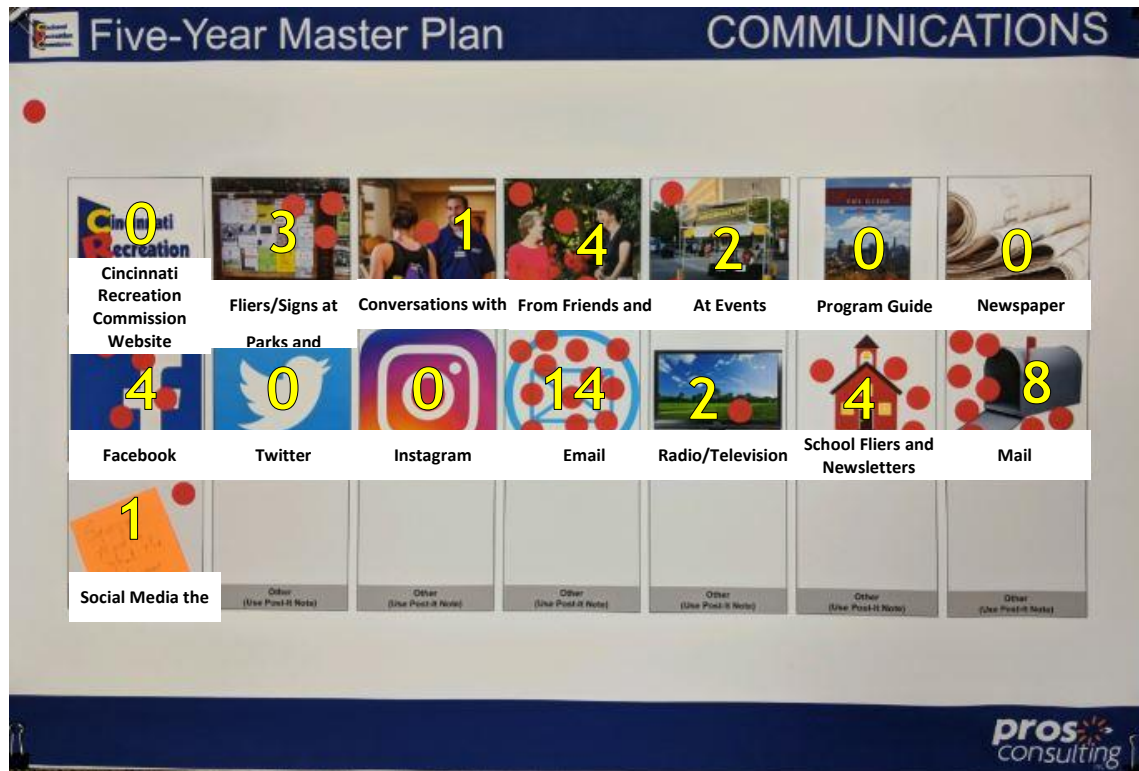 Five-Year Master Plan
COMMUNICATIONS
0
3
1
4
2
0
0
Cincinnati
Recreation
Cincinnati
Recreation
Commission
Website
Fliers/Signs at
Parks and
Conversations with
From Friends and
At Events
THE GUIDE
Program Guide
Newspaper
4
0
0
14
2
4
8
Facebook
Twitter
Instagram
Email
Radio/Television
School Fliers and
Newsletters
Mail
1
Social Media the
Other
(Use Post-It Note)
Other
(Use Post-It Note)
Other
(Use Post-It Note)
Other
(Use Post-It Note)
Other
(Use Post-It Note)
Other
(Use Post-It Note)
pros
consulting